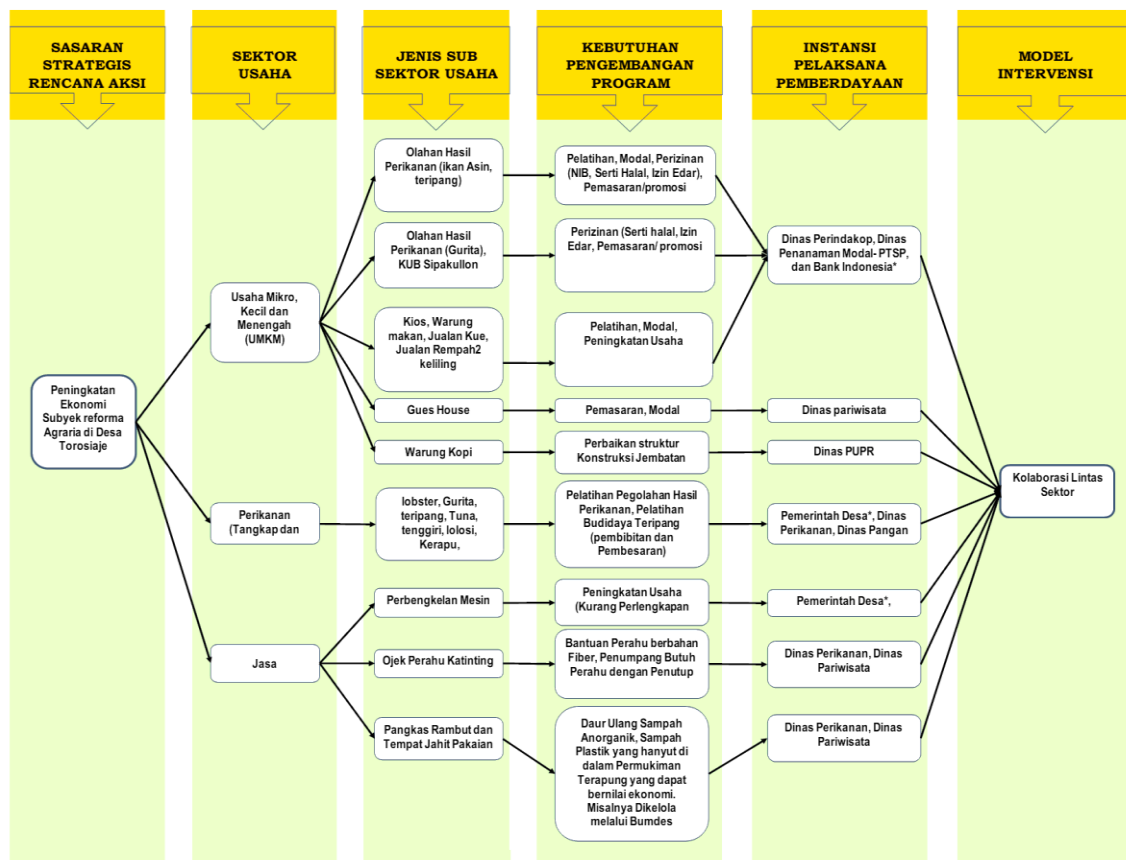 SASARAN
STRATEGIS
RENCANA AKSI
SEKTOR
USAHA
JENIS SUB
SEKTOR USAHA
KEBUTUHAN
PENGEMBANGAN
PROGRAM
INSTANSI
PELAKSANA
PEMBERDAYAAN
MODEL
INTERVENSI
Peningkatan
Ekonomi
Subyek reforma
Agraria di Desa
Torosiaje
Usaha Mikro,
Kecil dan
Menengah
(UMKM)
Perikanan
(Tangkap dan
Jasa
Olahan Hasil
Perikanan (ikan Asin,
teripang)
Olahan Hasil
Perikanan (Gurita),
KUB Sipakullon
Kios, Warung
makan, Jualan Kue,
Jualan Rempah2
keliling
Gues House
Warung Kopi
lobster, Gurita,
teripang, Tuna,
tenggiri, lolosi,
Kerapu,
Perbengkelan Mesin
Ojek Perahu Katinting
Pangkas Rambut dan
Tempat Jahit Pakaian
Pelatihan, Modal, Perizinan
(NIB, Serti Halal, Izin Edar),
Pemasaran/promosi
Perizinan (Serti halal, Izin
Edar, Pemasaran/ promosi
Pelatihan, Modal,
Peningkatan Usaha
Pemasaran, Modal
Perbaikan struktur
Konstruksi Jembatan
Pelatihan Pegolahan Hasil
Perikanan, Pelatihan
Budidaya Teripang
(pembibitan dan
Pembesaran)
Peningkatan Usaha
(Kurang Perlengkapan
Bantuan Perahu berbahan
Fiber, Penumpang Butuh
Perahu dengan Penutup
Daur Ulang Sampah
Anorganik, Sampah
Plastik yang hanyut di
dalam Permukiman
Terapung yang dapat
bernilai ekonomi.
Misalnya Dikelola
melalui Bumdes
Dinas Perindakop, Dinas
Penanaman Modal- PTSP,
dan Bank Indonesia*
Dinas pariwisata
Dinas PUPR
Pemerintah Desa*, Dinas
Perikanan, Dinas Pangan
Pemerintah Desa*,
Dinas Perikanan, Dinas
Pariwisata
Dinas Perikanan, Dinas
Pariwisata
Kolaborasi Lintas
Sektor